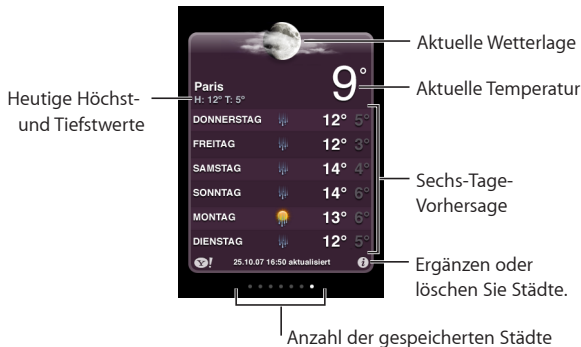 Aktuelle Wetterlage
Paris
H: 12° T: 5°
9°
Aktuelle Temperatur
Heutige Höchst-
und Tiefstwerte
DONNERSTAG 12° 5°
FREITAG 12° 3°
SAMSTAG 14° 4°
SONNTAG 14° 6°
MONTAG 13° 6°
DIENSTAG 12° 5°
Sechs-Tage-
Vorhersage
Y! 25.10.07 16:50 aktualisiert i
Ergänzen oder
löschen Sie Städte.
Anzahl der gespeicherten Städte